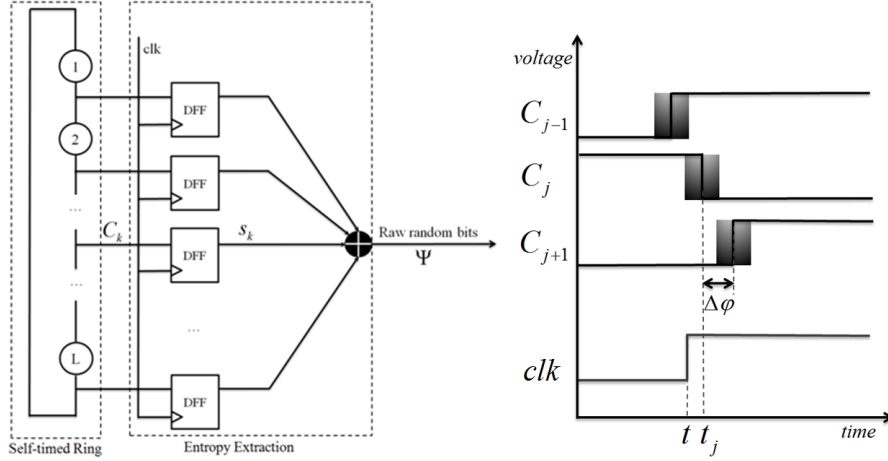 clk
1
DFF
2
DFF
...
C_k
DFF
s_k
Raw random bits
Ψ
...
...
L
DFF
Self-timed Ring
Entropy Extraction
voltage
C_{j-1}
C_j
C_{j+1}
Δφ
clk
t
t_j
time